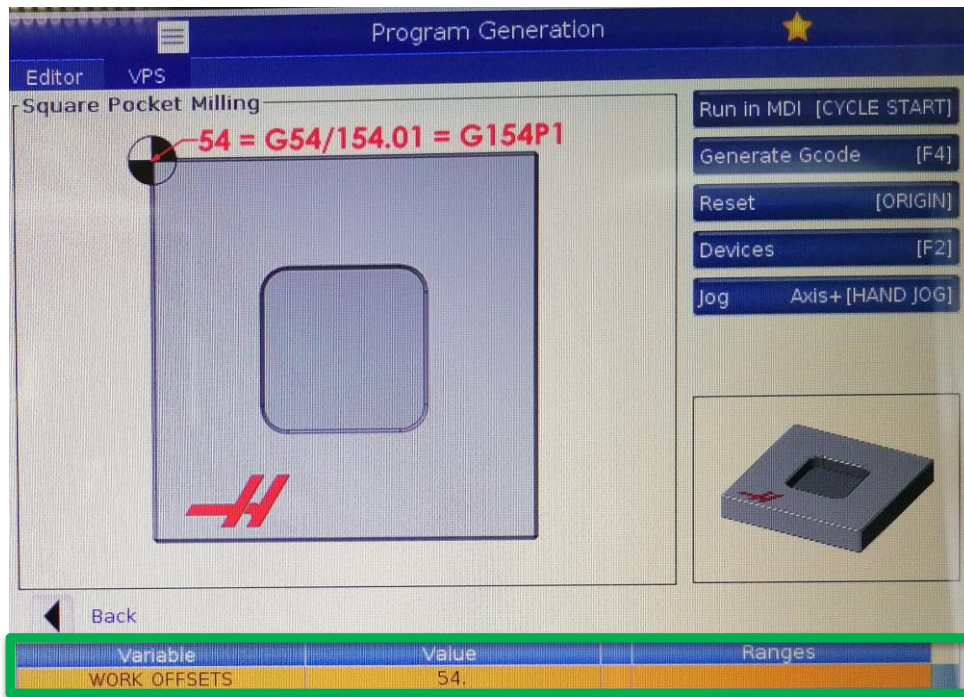 Program Generation
Editor VPS
Square Pocket Milling
54 = G54/154.01 = G154P1
Run in MDI [CYCLE START]
Generate Gcode [F4]
Reset [ORIGIN]
Devices [F2]
Jog Axis+[HAND JOG]
Back
Variable Value Ranges
WORK OFFSETS 54.